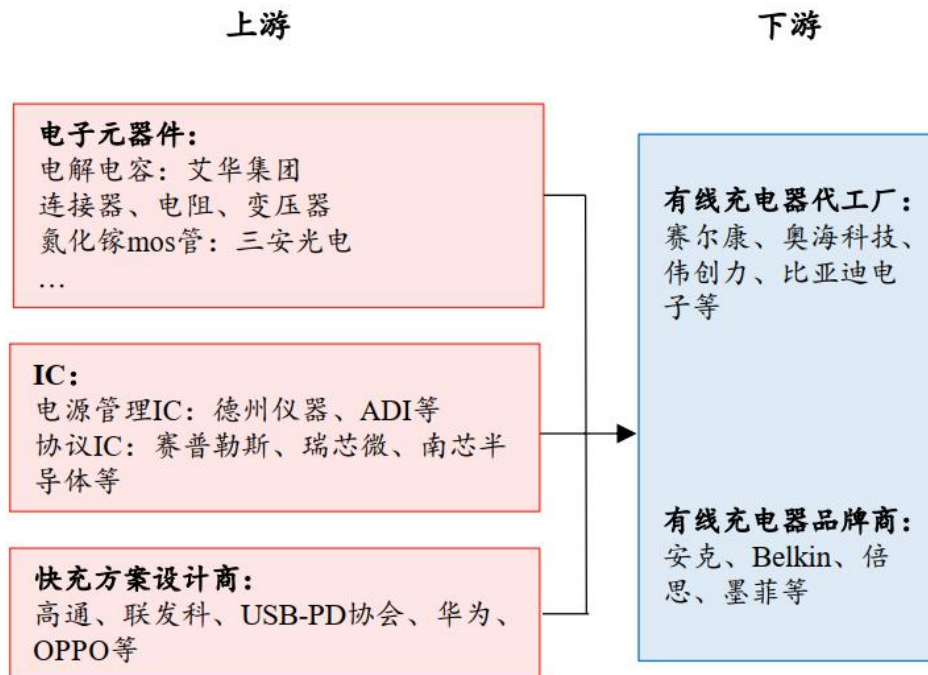 上游
下游
电子元器件：
电解电容：艾华集团
连接器、电阻、变压器
氮化镓mos管：三安光电
…
IC：
电源管理IC：德州仪器、ADI等
协议IC：赛普勒斯、瑞芯微、南芯半
导体等
快充方案设计商：
高通、联发科、USB-PD协会、华为、
OPPO等
有线充电器代工厂：
赛尔康、奥海科技、
伟创力、比亚迪电
子等
有线充电器品牌商：
安克、Belkin、倍
思、墨菲等